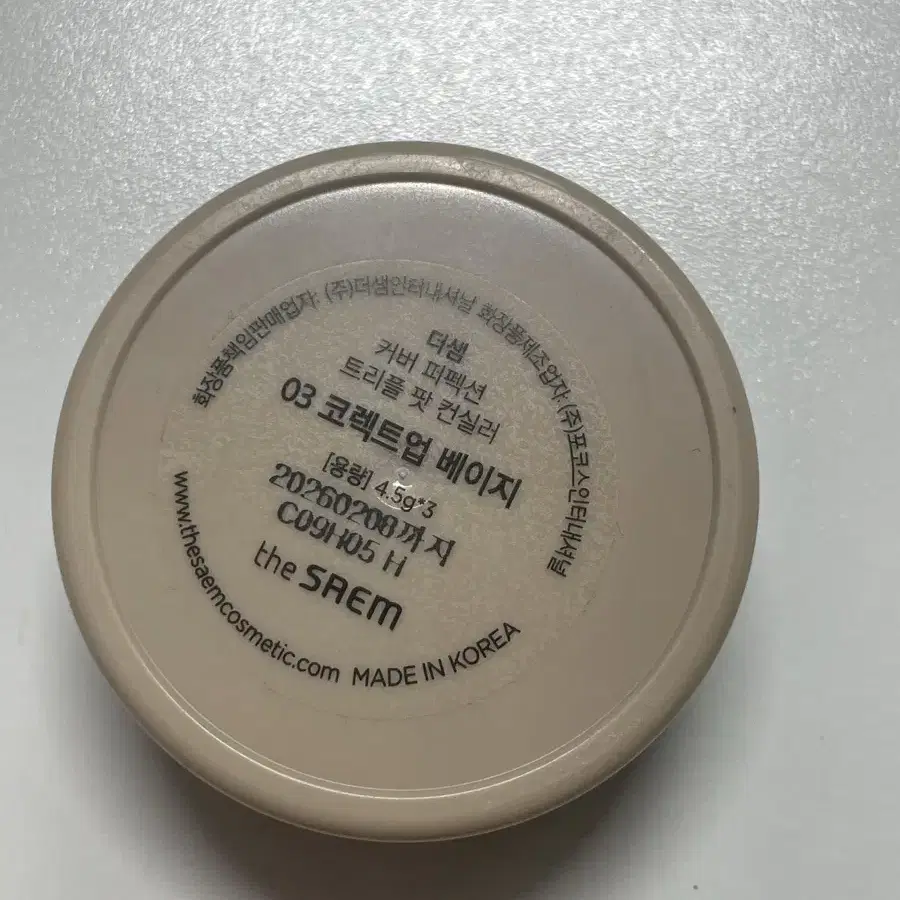 화장품책임판매업자: (주)더샘인터내셔날 화장품제조업자: (주)포쿠스인터내셔널
더샘
커버 퍼펙션
트리플 팟 컨실러
03 코렉트업 베이지
[용량] 4.5g*3
20260208까지
C09H05 H
the SAEM
www.thesaemcosmetic.com MADE IN KOREA